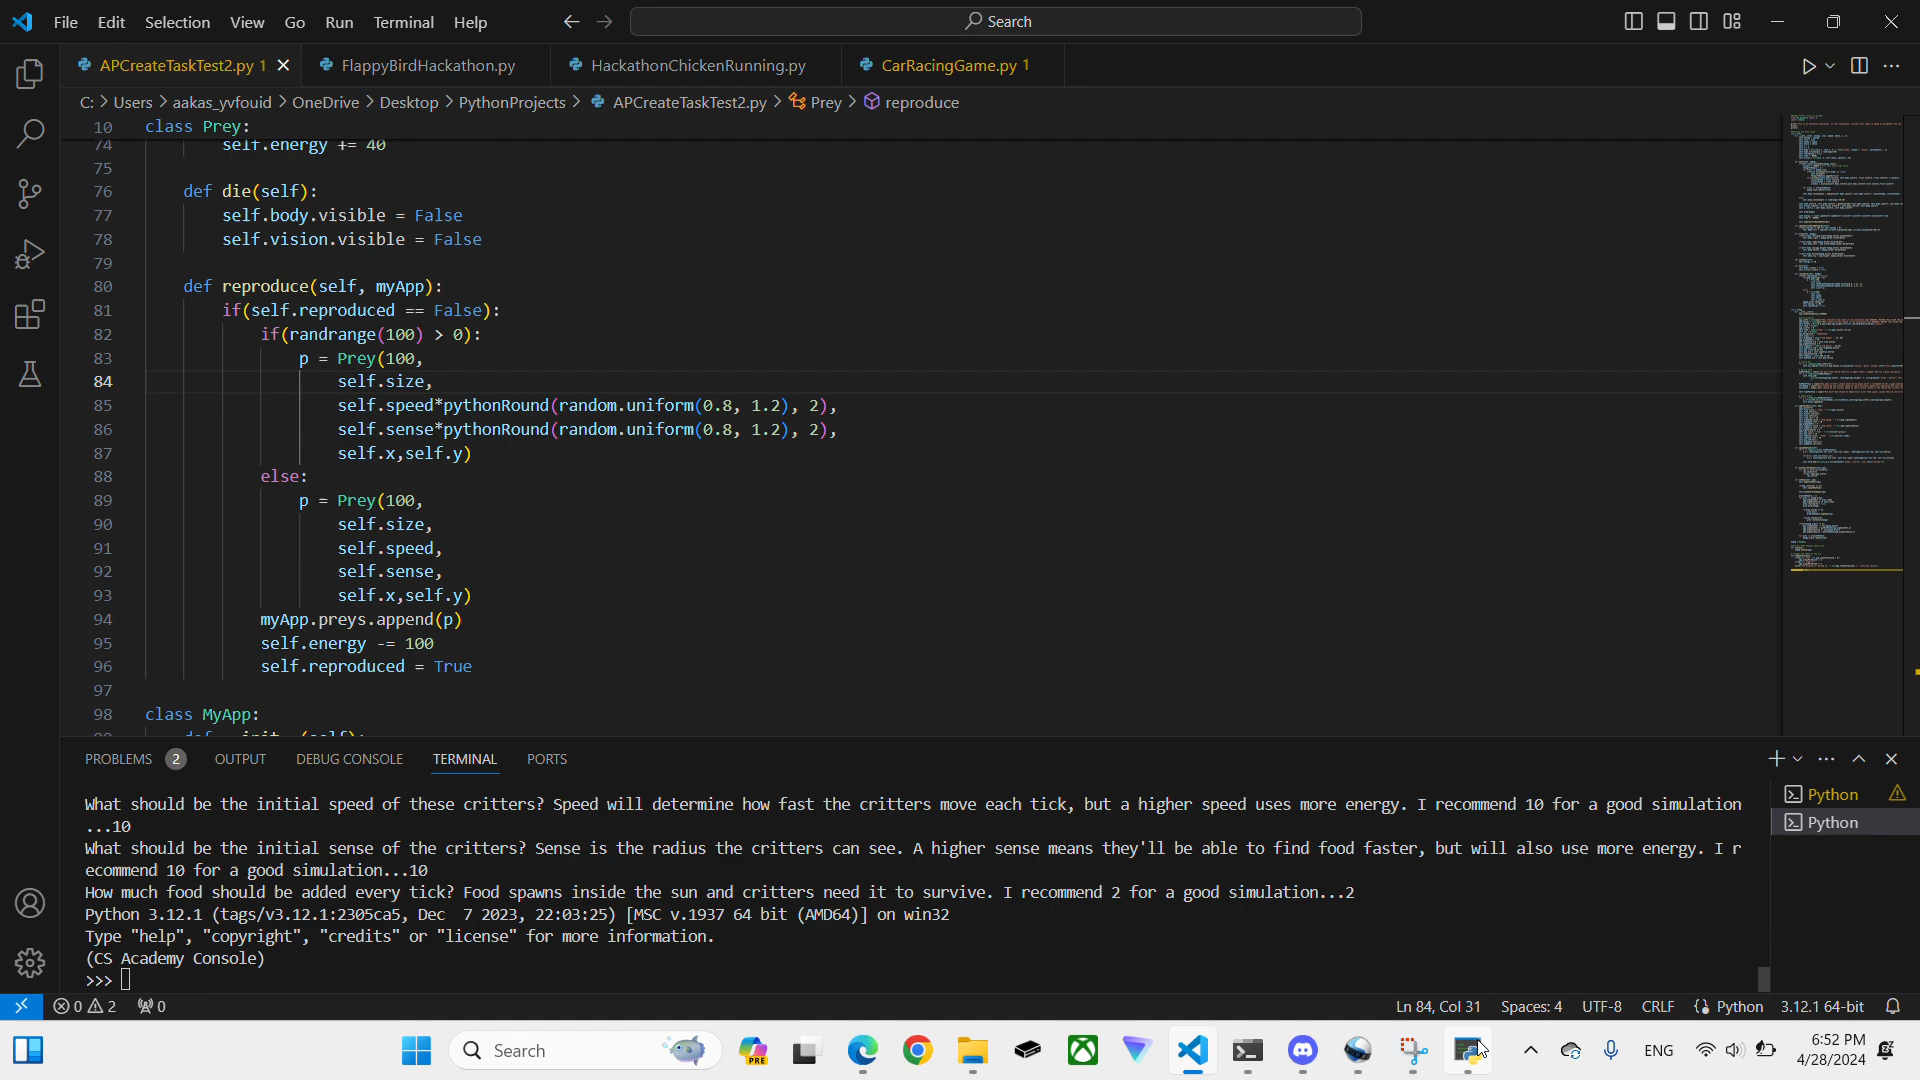 File Edit Selection View Go Run Terminal Help
Search
APCreateTaskTest2.py 1
FlappyBirdHackathon.py
HackathonChickenRunning.py
CarRacingGame.py 1
C: > Users > aakas_yvfouid > OneDrive > Desktop > PythonProjects > APCreateTaskTest2.py > Prey > reproduce
10 class Prey:
74 self.energy += 40
75
76 def die(self):
77 self.body.visible = False
78 self.vision.visible = False
79
80 def reproduce(self, myApp):
81 if(self.reproduced == False):
82 if(randrange(100) > 0):
83 p = Prey(100,
84 self.size,
85 self.speed*pythonRound(random.uniform(0.8, 1.2), 2),
86 self.sense*pythonRound(random.uniform(0.8, 1.2), 2),
87 self.x,self.y)
88 else:
89 p = Prey(100,
90 self.size,
91 self.speed,
92 self.sense,
93 self.x,self.y)
94 myApp.preys.append(p)
95 self.energy -= 100
96 self.reproduced = True
97
98 class MyApp:
PROBLEMS 2 OUTPUT DEBUG CONSOLE TERMINAL PORTS
What should be the initial speed of these critters? Speed will determine how fast the critters move each tick, but a higher speed uses more energy. I recommend 10 for a good simulation
...10
What should be the initial sense of the critters? Sense is the radius the critters can see. A higher sense means they'll be able to find food faster, but will also use more energy. I r
ecommend 10 for a good simulation...10
How much food should be added every tick? Food spawns inside the sun and critters need it to survive. I recommend 2 for a good simulation...2
Python 3.12.1 (tags/v3.12.1:2305ca5, Dec  7 2023, 22:03:25) [MSC v.1937 64 bit (AMD64)] on win32
Type "help", "copyright", "credits" or "license" for more information.
(CS Academy Console)
>>>
Python
Python
0 2 0
Ln 84, Col 31 Spaces: 4 UTF-8 CRLF {} Python 3.12.1 64-bit
Search
PRE
ENG
6:52 PM
4/28/2024